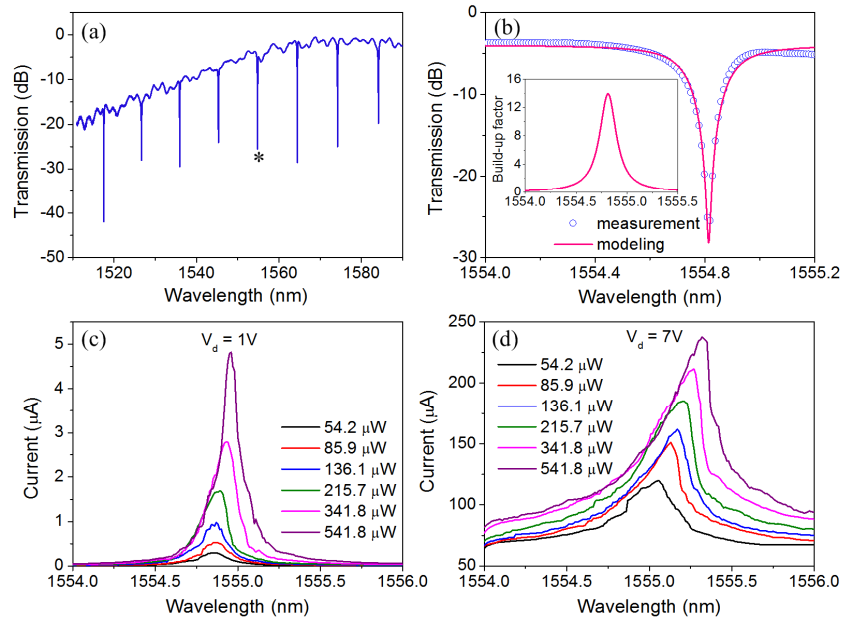 (a)
Transmission (dB)
0
-10
-20
-30
-40
-50
*
1520
1540
1560
1580
Wavelength (nm)
(b)
Transmission (dB)
0
-5
-10
-15
-20
-25
-30
Build-up factor
16
12
8
4
0
1554.0
1554.5
1555.0
1555.5
measurement
modeling
1554.0
1554.4
1554.8
1555.2
Wavelength (nm)
(c)
V_d = 1V
Current (μA)
5
4
3
2
1
0
54.2 μW
85.9 μW
136.1 μW
215.7 μW
341.8 μW
541.8 μW
1554.0
1554.5
1555.0
1555.5
1556.0
Wavelength (nm)
(d)
V_d = 7V
Current (μA)
250
200
150
100
50
54.2 μW
85.9 μW
136.1 μW
215.7 μW
341.8 μW
541.8 μW
1554.0
1554.5
1555.0
1555.5
1556.0
Wavelength (nm)